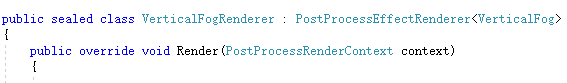 public sealed class VerticalFogRenderer : PostProcessEffectRenderer<VerticalFog>
{
public override void Render(PostProcessRenderContext context)
{